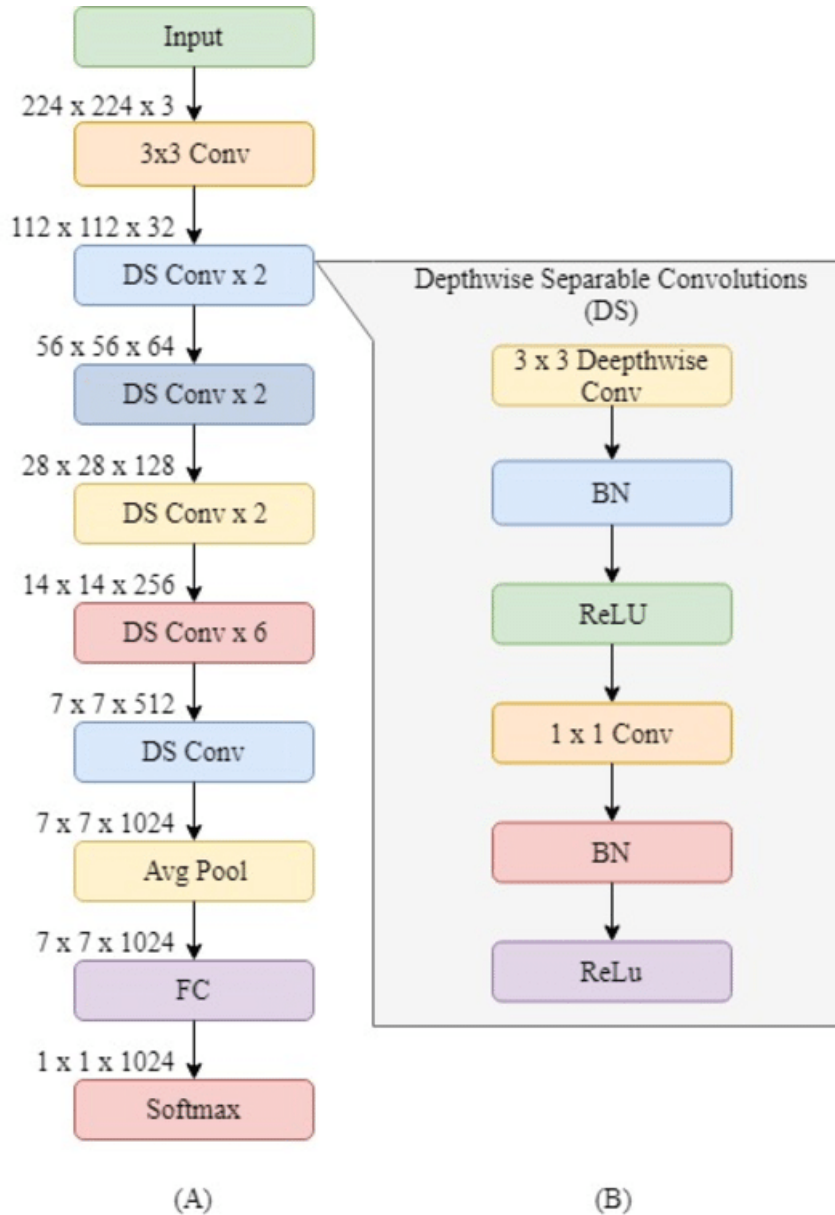 Input
224 x 224 x 3
3x3 Conv
112 x 112 x 32
DS Conv x 2
56 x 56 x 64
DS Conv x 2
28 x 28 x 128
DS Conv x 2
14 x 14 x 256
DS Conv x 6
7 x 7 x 512
DS Conv
7 x 7 x 1024
Avg Pool
7 x 7 x 1024
FC
1 x 1 x 1024
Softmax
(A)
Depthwise Separable Convolutions
(DS)
3 x 3 Deepthwise
Conv
BN
ReLU
1 x 1 Conv
BN
ReLu
(B)